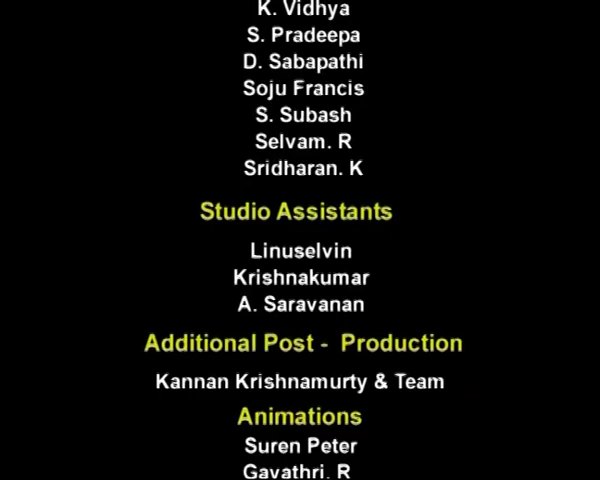 K. Vidhya
S. Pradeepa
D. Sabapathi
Soju Francis
S. Subash
Selvam. R
Sridharan. K
Studio Assistants
Linuselvin
Krishnakumar
A. Saravanan
Additional Post - Production
Kannan Krishnamurty & Team
Animations
Suren Peter
Gayathri. R